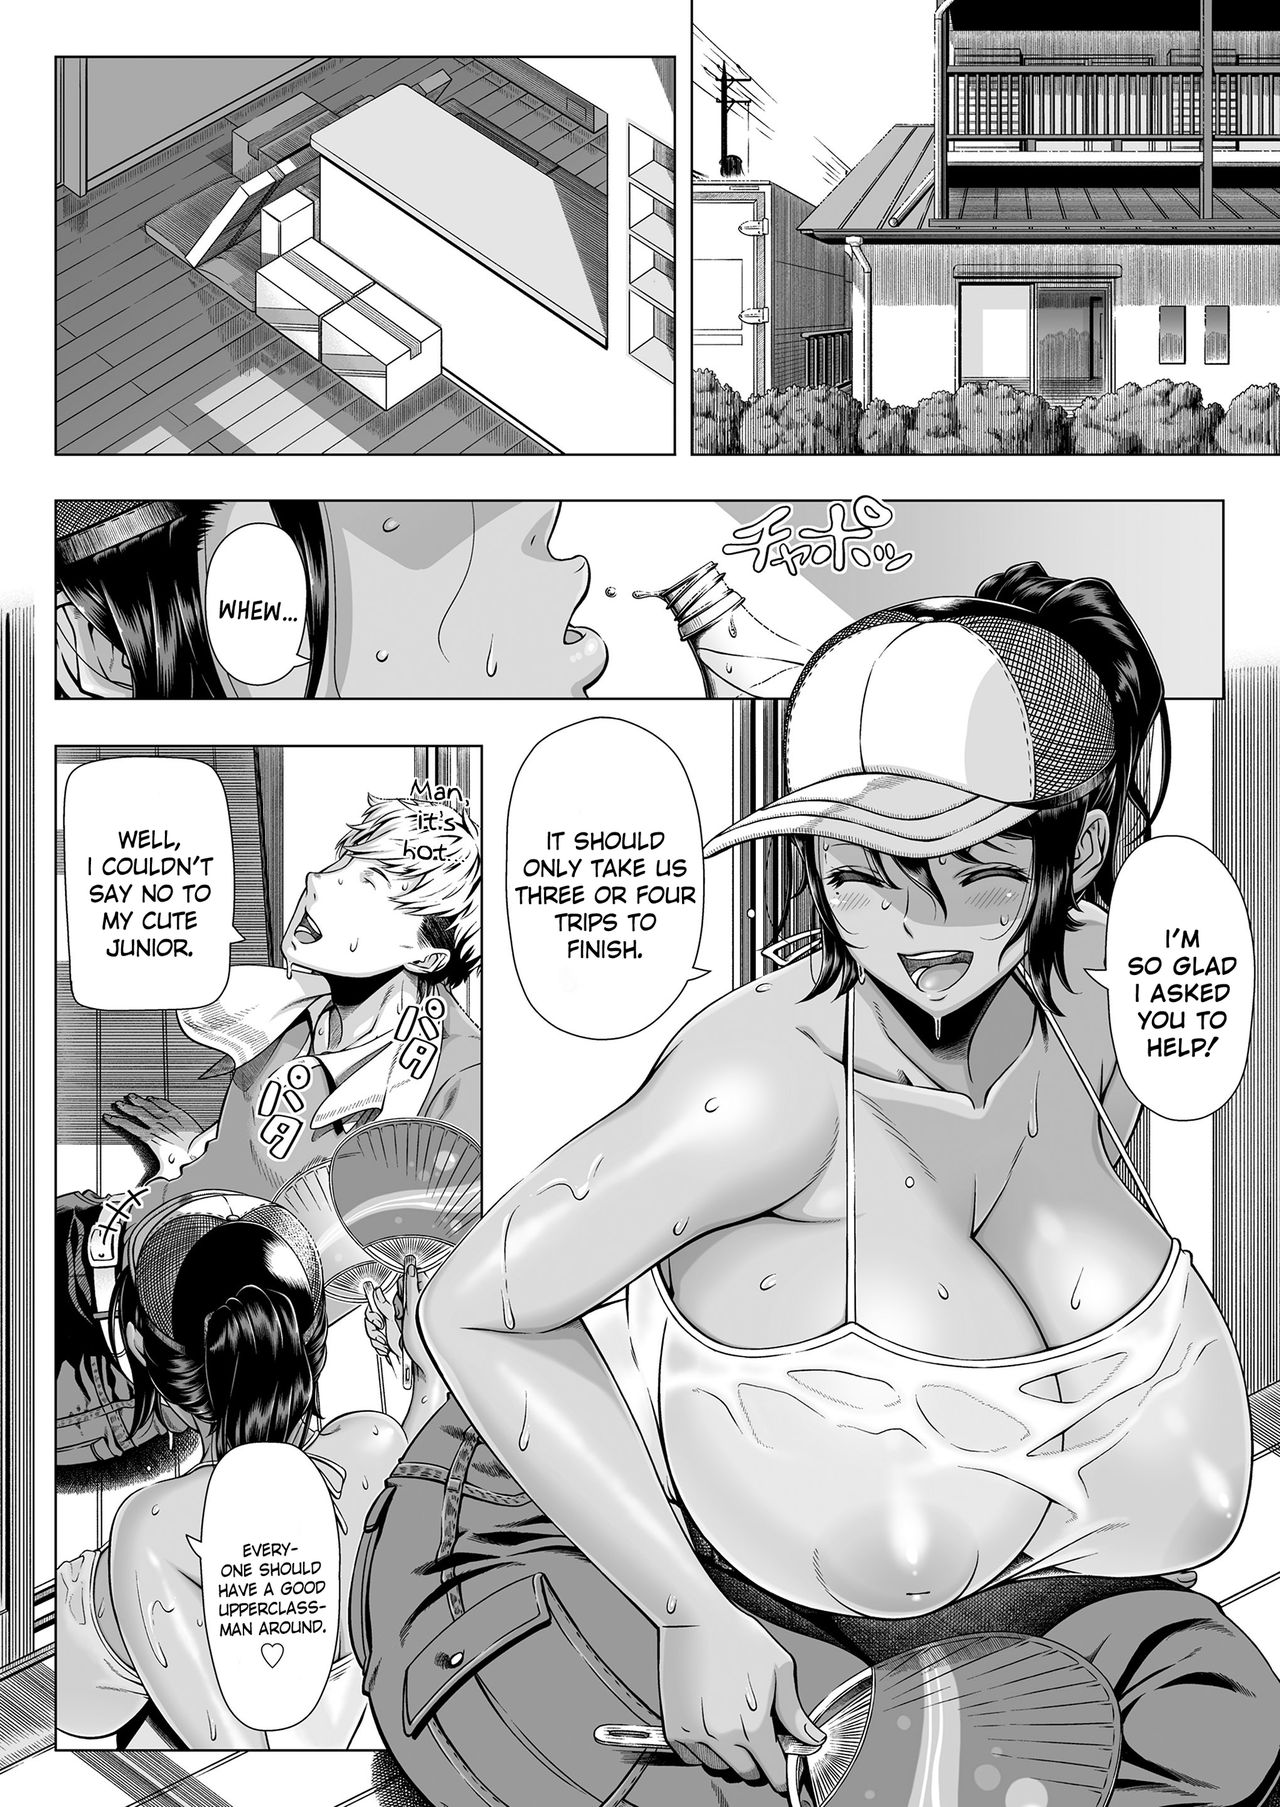 チャポッ
WHEW...
I'M
SO GLAD
I ASKED
YOU TO
HELP!
IT SHOULD
ONLY TAKE US
THREE OR FOUR
TRIPS TO
FINISH.
Man,
it's
hot...
WELL,
I COULDN'T
SAY NO TO
MY CUTE
JUNIOR.
パタ
パタ
EVERY-
ONE SHOULD
HAVE A GOOD
UPPERCLASS-
MAN AROUND.
♡